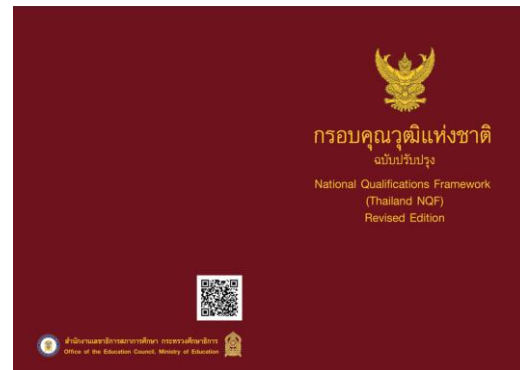 กรอบคุณวุฒิแห่งชาติ
ฉบับปรับปรุง
National Qualifications Framework
(Thailand NQF)
Revised Edition
สำนักงานเลขาธิการสภาการศึกษา กระทรวงศึกษาธิการ
Office of the Education Council, Ministry of Education